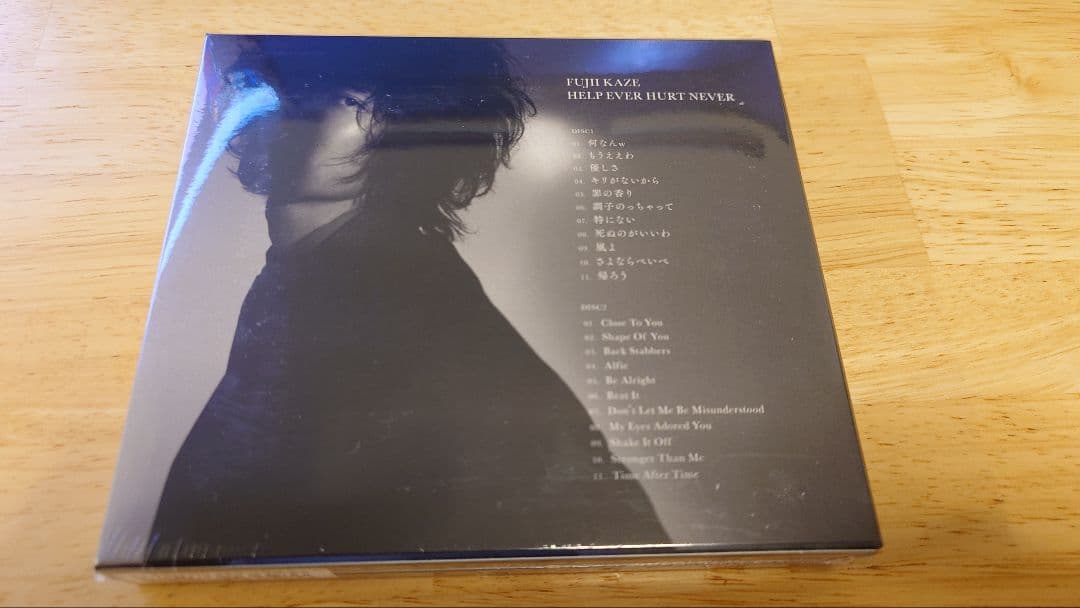 FUJII KAZE
HELP EVER HURT NEVER
DISC1
01. 何なんw
02. もうええわ
03. 優しさ
04. キリがないから
05. 罪の香り
06. 調子のっちゃって
07. 特にない
08. 死ぬのがいいわ
09. 風よ
10. さよならべいべ
11. 帰ろう
DISC2
01. Close To You
02. Shape Of You
03. Back Stabbers
04. Alfie
05. Be Alright
06. Beat It
07. Don't Let Me Be Misunderstood
08. My Eyes Adored You
09. Shake It Off
10. Stronger Than Me
11. Time After Time